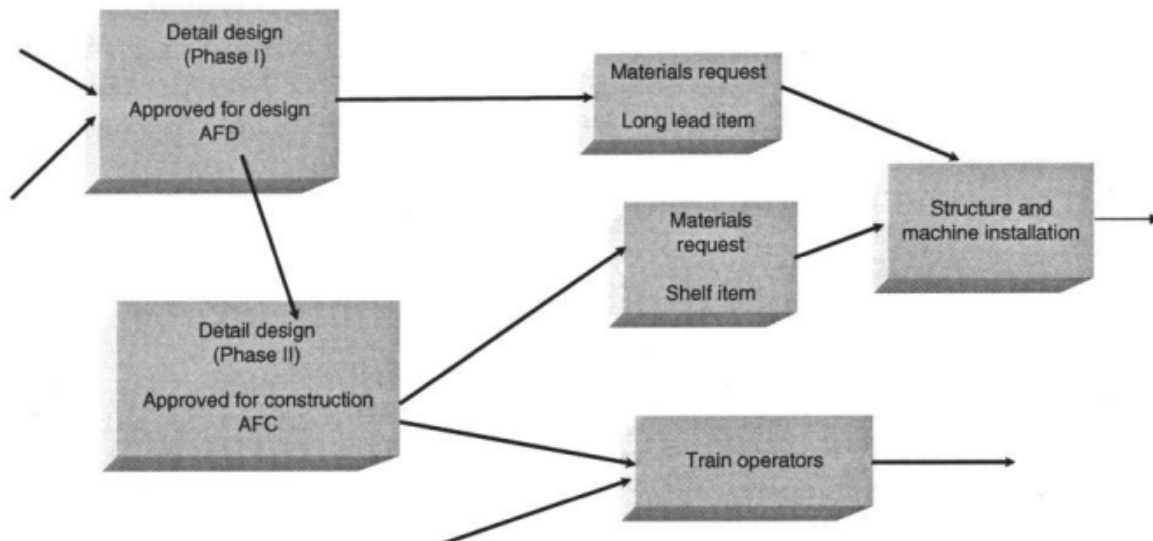 Detail design
(Phase I)
Approved for design
AFD
Materials request
Long lead item
Materials
request
Shelf item
Structure and
machine installation
Detail design
(Phase II)
Approved for construction
AFC
Train operators